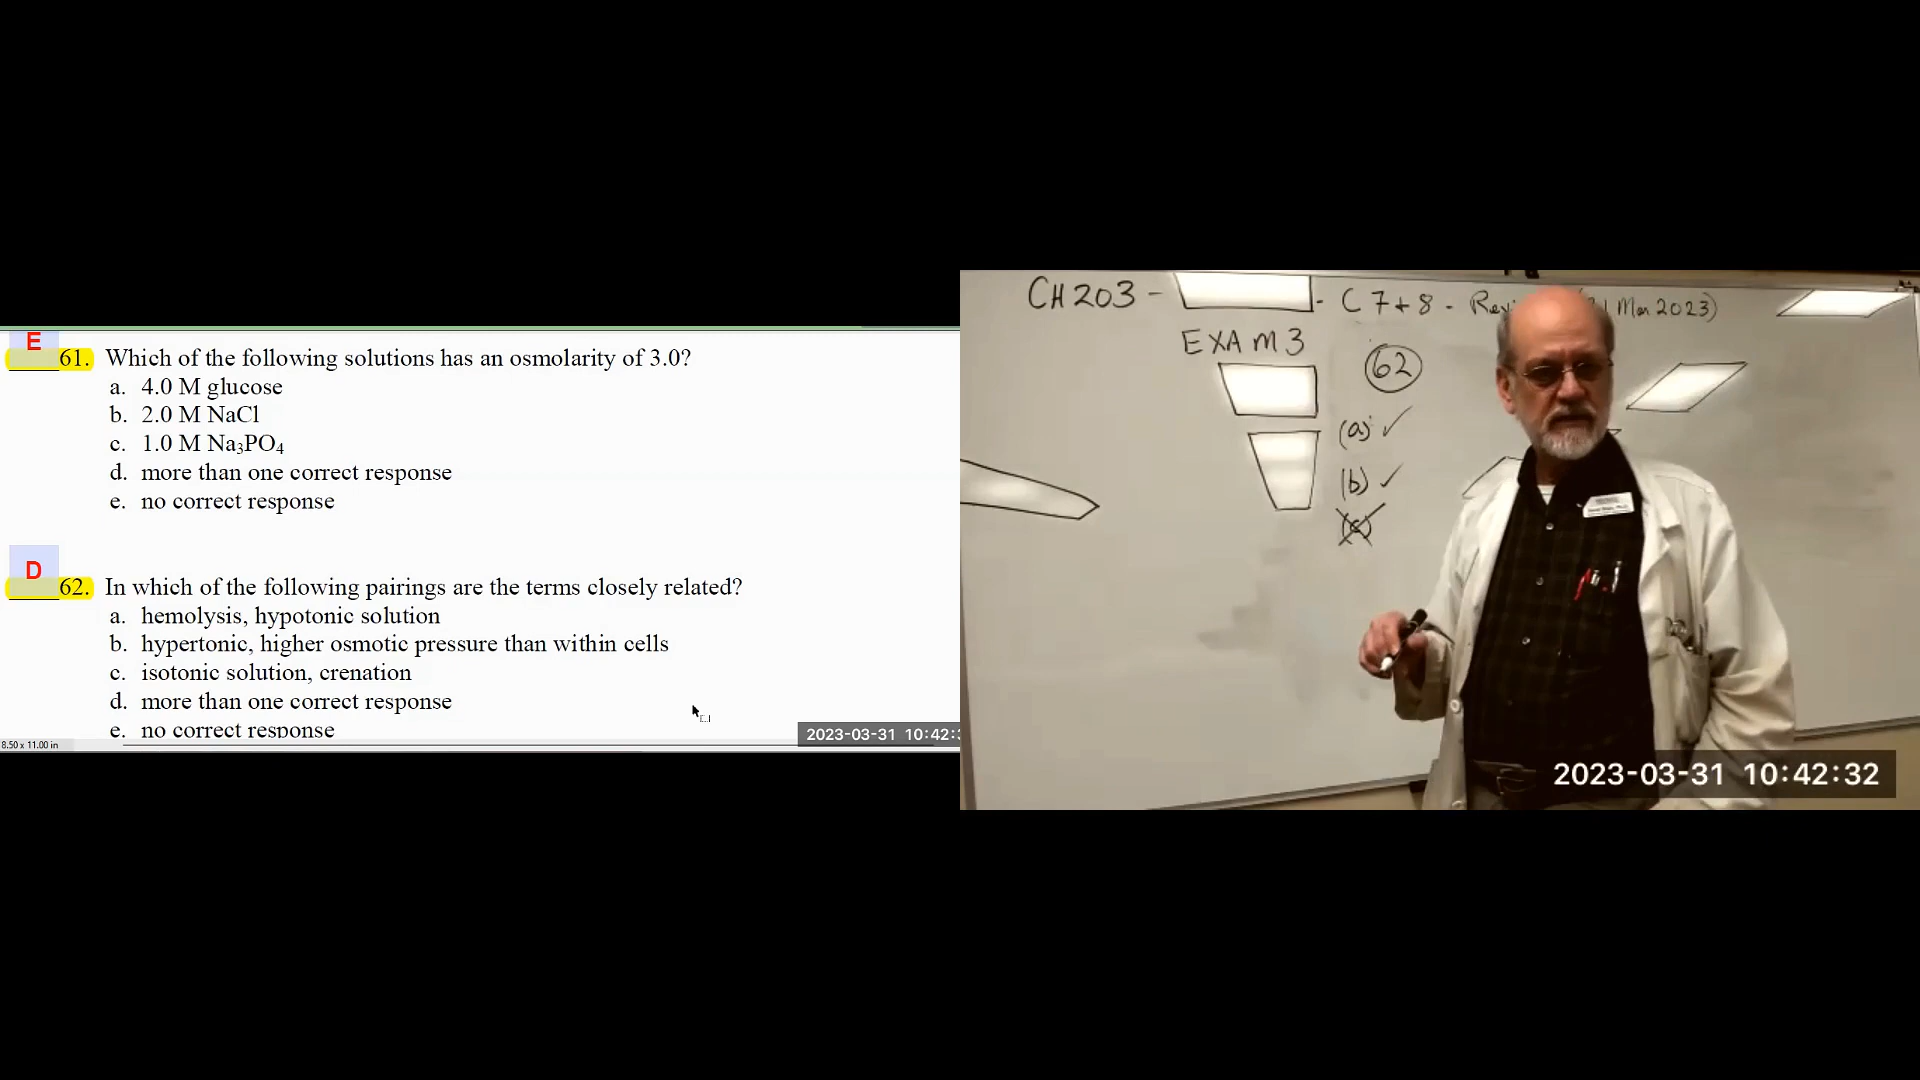 E
61. Which of the following solutions has an osmolarity of 3.0?
a. 4.0 M glucose
b. 2.0 M NaCl
c. 1.0 M Na₃PO₄
d. more than one correct response
e. no correct response
D
62. In which of the following pairings are the terms closely related?
a. hemolysis, hypotonic solution
b. hypertonic, higher osmotic pressure than within cells
c. isotonic solution, crenation
d. more than one correct response
e. no correct response
8.50 x 11.00 in
2023-03-31 10:42:3
CH 203 - - C 7 + 8 - Rev Mar 2023)
EXAM 3
62
(a) ✓
(b) ✓
(c)
2023-03-31 10:42:32